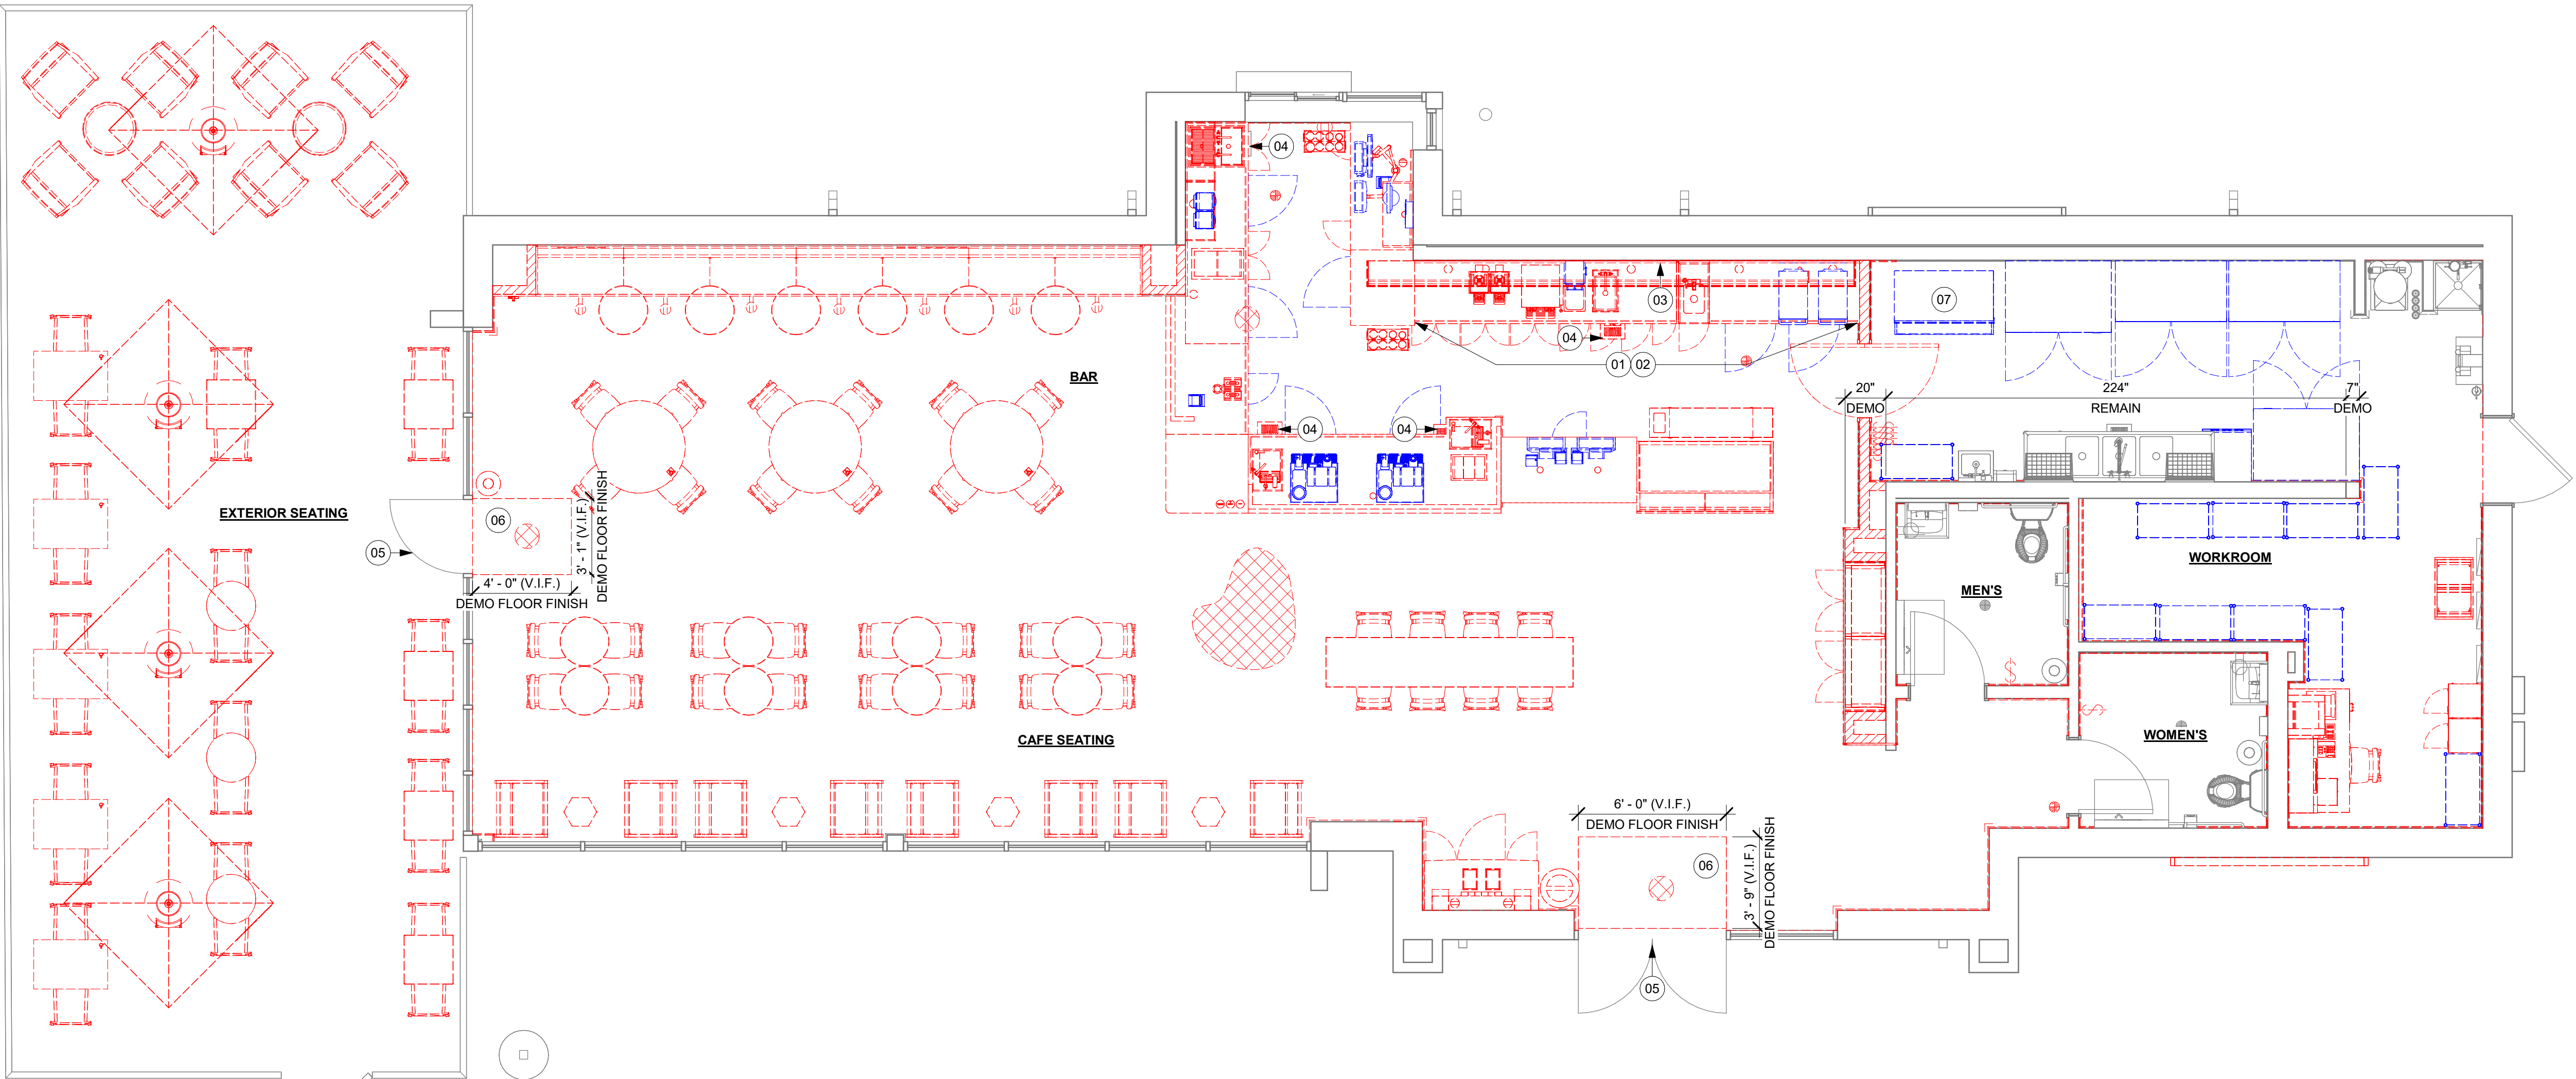 04
07
03
04
01 02
BAR
20"
DEMO
224"
REMAIN
7"
DEMO
04
04
EXTERIOR SEATING
06
05
3' - 1" (V.I.F.)
DEMO FLOOR FINISH
4' - 0" (V.I.F.)
DEMO FLOOR FINISH
WORKROOM
MEN'S
WOMEN'S
CAFE SEATING
6' - 0" (V.I.F.)
DEMO FLOOR FINISH
06
3' - 9" (V.I.F.)
DEMO FLOOR FINISH
05